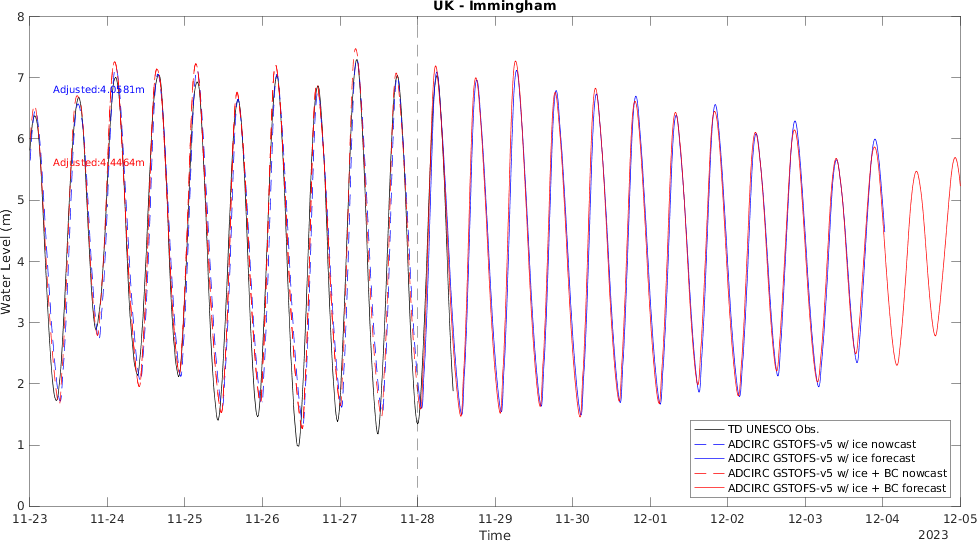 UK - Immingham
8
7
6
5
4
3
2
1
0
Water Level (m)
Adjusted:4.0581m
Adjusted:4.4464m
TD UNESCO Obs.
ADCIRC GSTOFS-v5 w/ ice nowcast
ADCIRC GSTOFS-v5 w/ ice forecast
ADCIRC GSTOFS-v5 w/ ice + BC nowcast
ADCIRC GSTOFS-v5 w/ ice + BC forecast
11-23 11-24 11-25 11-26 11-27 11-28 11-29 11-30 12-01 12-02 12-03 12-04 12-05
Time
2023